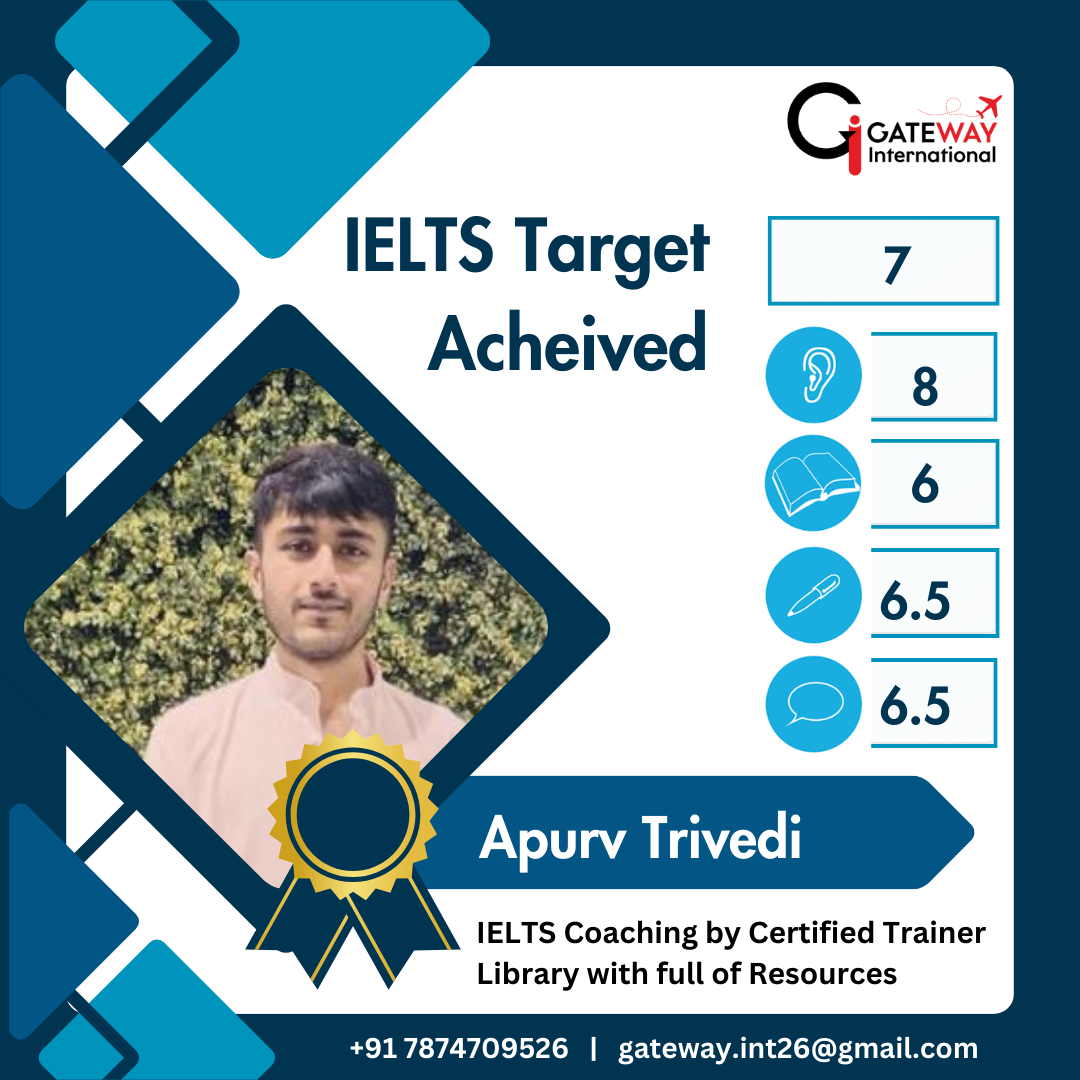 Gi GATEWAY
International
IELTS Target
Acheived
7
8
6
6.5
6.5
Apurv Trivedi
IELTS Coaching by Certified Trainer
Library with full of Resources
+91 7874709526 | gateway.int26@gmail.com